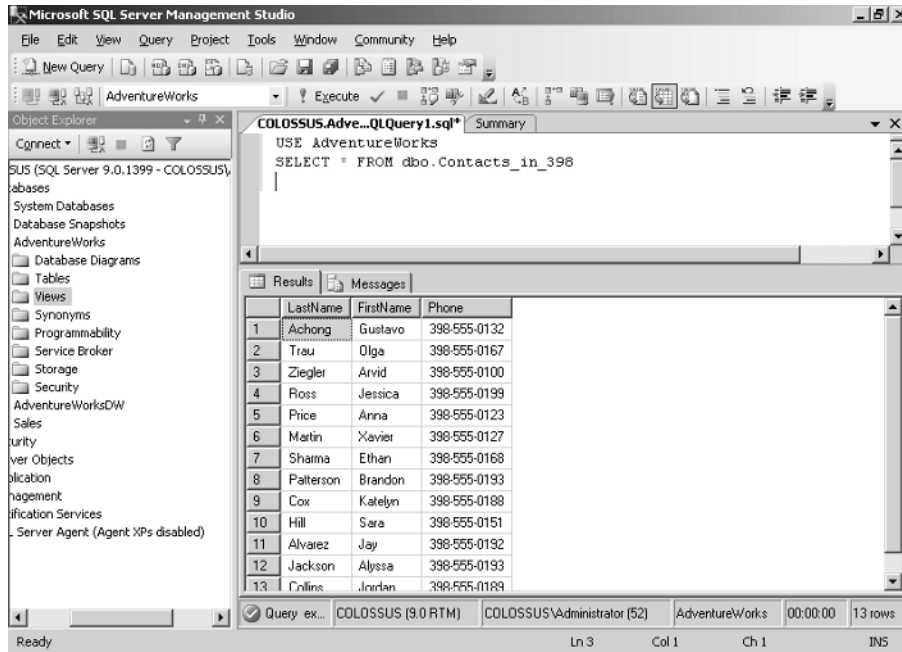 Microsoft SQL Server Management Studio
File Edit View Query Project Tools Window Community Help
New Query
AdventureWorks Execute
Object Explorer
COLOSSUS.Adve...QLQuery1.sql* Summary
Connect
USE AdventureWorks
SELECT * FROM dbo.Contacts_in_398
SUS (SQL Server 9.0.1399 - COLOSSUS\
abases
System Databases
Database Snapshots
AdventureWorks
Database Diagrams
Tables
Views
Synonyms
Programmability
Service Broker
Storage
Security
AdventureWorksDW
Sales
urity
ver Objects
plication
nagement
ification Services
Server Agent (Agent XPs disabled)
Results Messages
LastName FirstName Phone
1 Achong Gustavo 398-555-0132
2 Trau Olga 398-555-0167
3 Ziegler Arvid 398-555-0100
4 Ross Jessica 398-555-0199
5 Price Anna 398-555-0123
6 Martin Xavier 398-555-0127
7 Sharma Ethan 398-555-0168
8 Patterson Brandon 398-555-0193
9 Cox Katelyn 398-555-0188
10 Hill Sara 398-555-0151
11 Alvarez Jay 398-555-0192
12 Jackson Alyssa 398-555-0193
13 Collins Jordan 398-555-0189
Query ex... COLOSSUS (9.0 RTM) COLOSSUS\Administrator (52) AdventureWorks 00:00:00 13 rows
Ready Ln 3 Col 1 Ch 1 INS